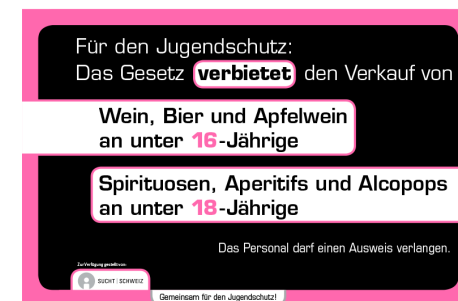 Für den Jugendschutz:
Das Gesetz verbietet den Verkauf von
Wein, Bier und Apfelwein
an unter 16-Jährige
Spirituosen, Aperitifs und Alcopops
an unter 18-Jährige
Das Personal darf einen Ausweis verlangen.
Zur Verfügung gestellt von:
SUCHT | SCHWEIZ
Gemeinsam für den Jugendschutz!